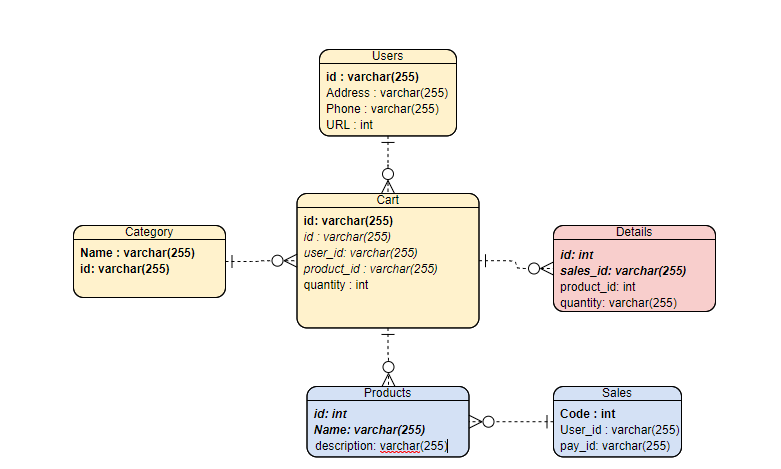 Users
id : varchar(255)
Address : varchar(255)
Phone : varchar(255)
URL : int
Cart
id: varchar(255)
id : varchar(255)
user_id: varchar(255)
product_id : varchar(255)
quantity : int
Category
Name : varchar(255)
id: varchar(255)
Details
id: int
sales_id: varchar(255)
product_id: int
quantity: varchar(255)
Products
id: int
Name: varchar(255)
description: varchar(255)
Sales
Code : int
User_id : varchar(255)
pay_id: varchar(255)